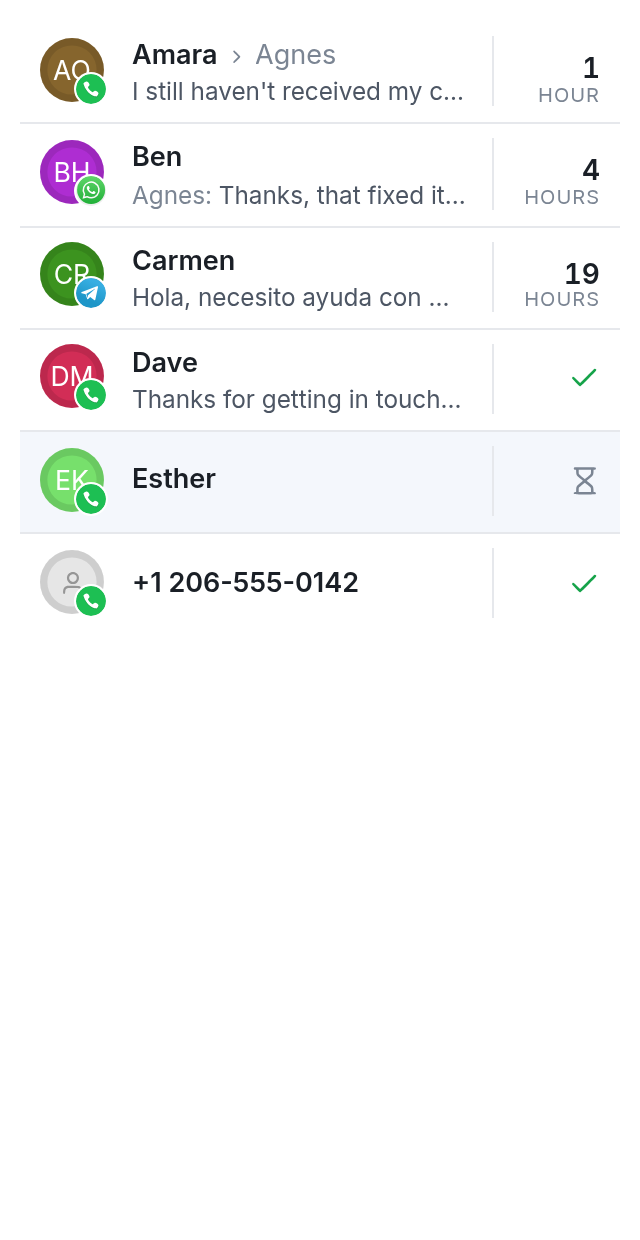 AO
Amara › Agnes
I still haven't received my c...
1
HOUR
BH
Ben
Agnes: Thanks, that fixed it...
4
HOURS
CR
Carmen
Hola, necesito ayuda con ...
19
HOURS
DM
Dave
Thanks for getting in touch...
EK
Esther
+1 206-555-0142